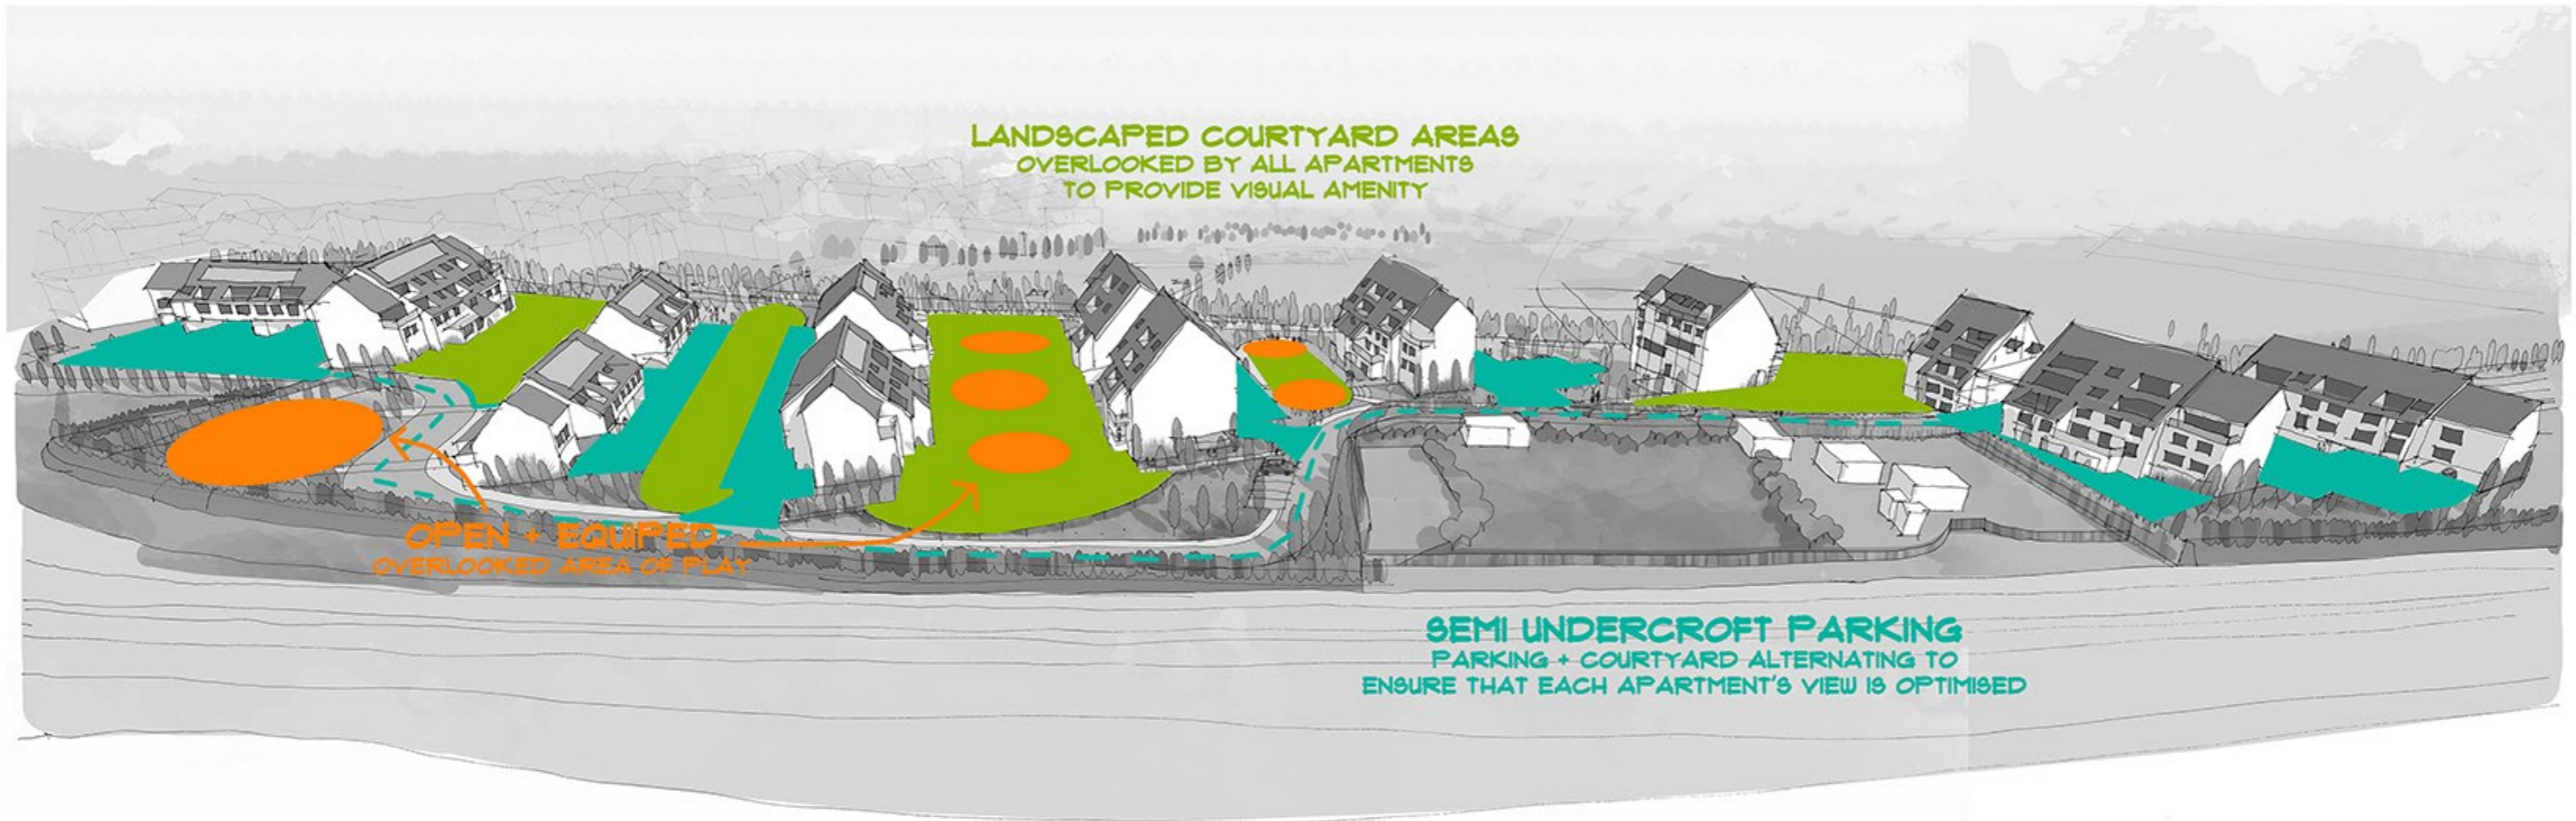 LANDSCAPED COURTYARD AREAS
OVERLOOKED BY ALL APARTMENTS
TO PROVIDE VISUAL AMENITY
OPEN + EQUIPED
OVERLOOKED AREA OF PLAY
SEMI UNDERCROFT PARKING
PARKING + COURTYARD ALTERNATING TO
ENSURE THAT EACH APARTMENT'S VIEW IS OPTIMISED